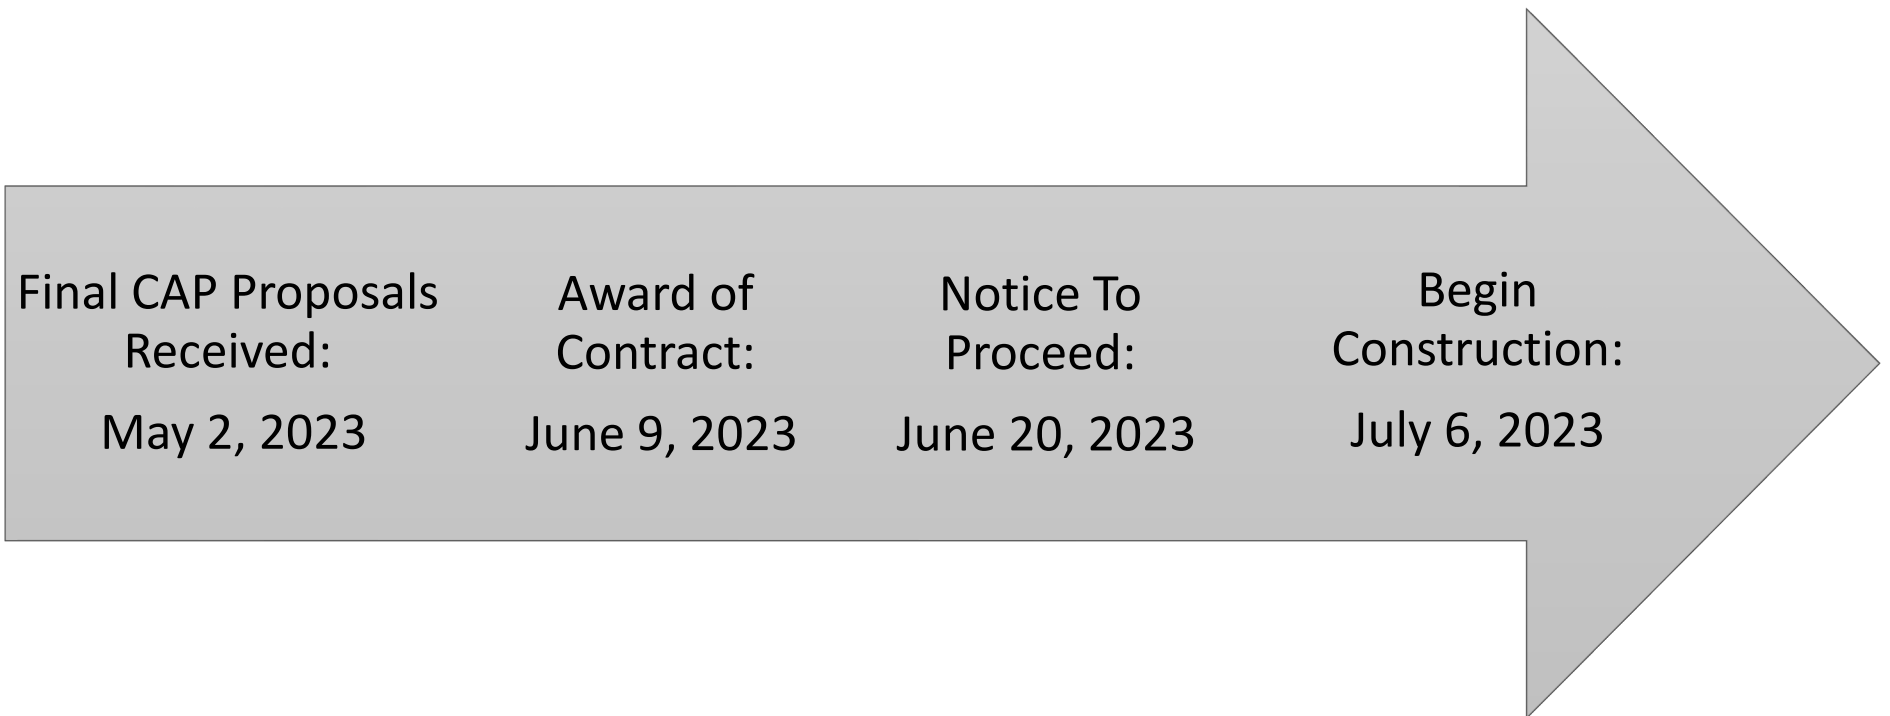 Final CAP Proposals
Received:
May 2, 2023
Award of
Contract:
June 9, 2023
Notice To
Proceed:
June 20, 2023
Begin
Construction:
July 6, 2023